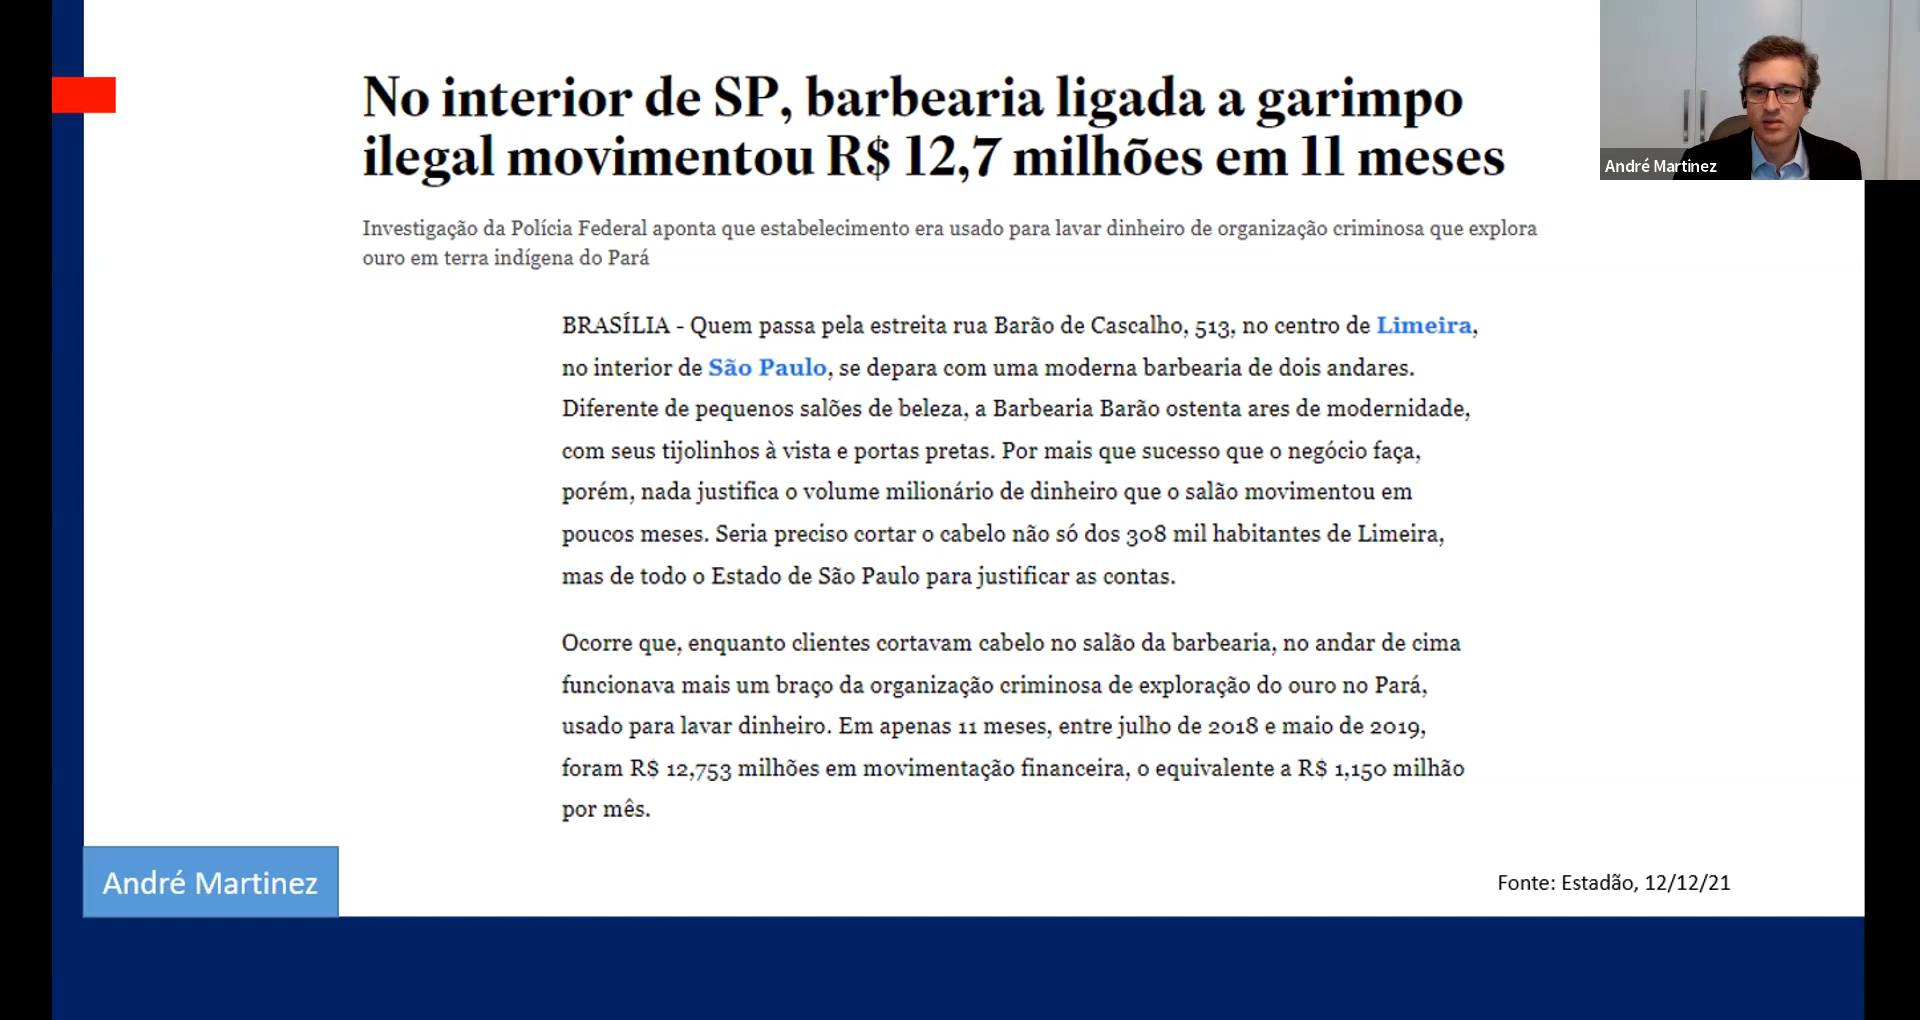 No interior de SP, barbearia ligada a garimpo
ilegal movimentou R$ 12,7 milhões em 11 meses
Investigação da Polícia Federal aponta que estabelecimento era usado para lavar dinheiro de organização criminosa que explora
ouro em terra indígena do Pará
André Martinez
BRASÍLIA - Quem passa pela estreita rua Barão de Cascalho, 513, no centro de Limeira,
no interior de São Paulo, se depara com uma moderna barbearia de dois andares.
Diferente de pequenos salões de beleza, a Barbearia Barão ostenta ares de modernidade,
com seus tijolinhos à vista e portas pretas. Por mais que sucesso que o negócio faça,
porém, nada justifica o volume milionário de dinheiro que o salão movimentou em
poucos meses. Seria preciso cortar o cabelo não só dos 308 mil habitantes de Limeira,
mas de todo o Estado de São Paulo para justificar as contas.
Ocorre que, enquanto clientes cortavam cabelo no salão da barbearia, no andar de cima
funcionava mais um braço da organização criminosa de exploração do ouro no Pará,
usado para lavar dinheiro. Em apenas 11 meses, entre julho de 2018 e maio de 2019,
foram R$ 12,753 milhões em movimentação financeira, o equivalente a R$ 1,150 milhão
por mês.
André Martinez
Fonte: Estadão, 12/12/21